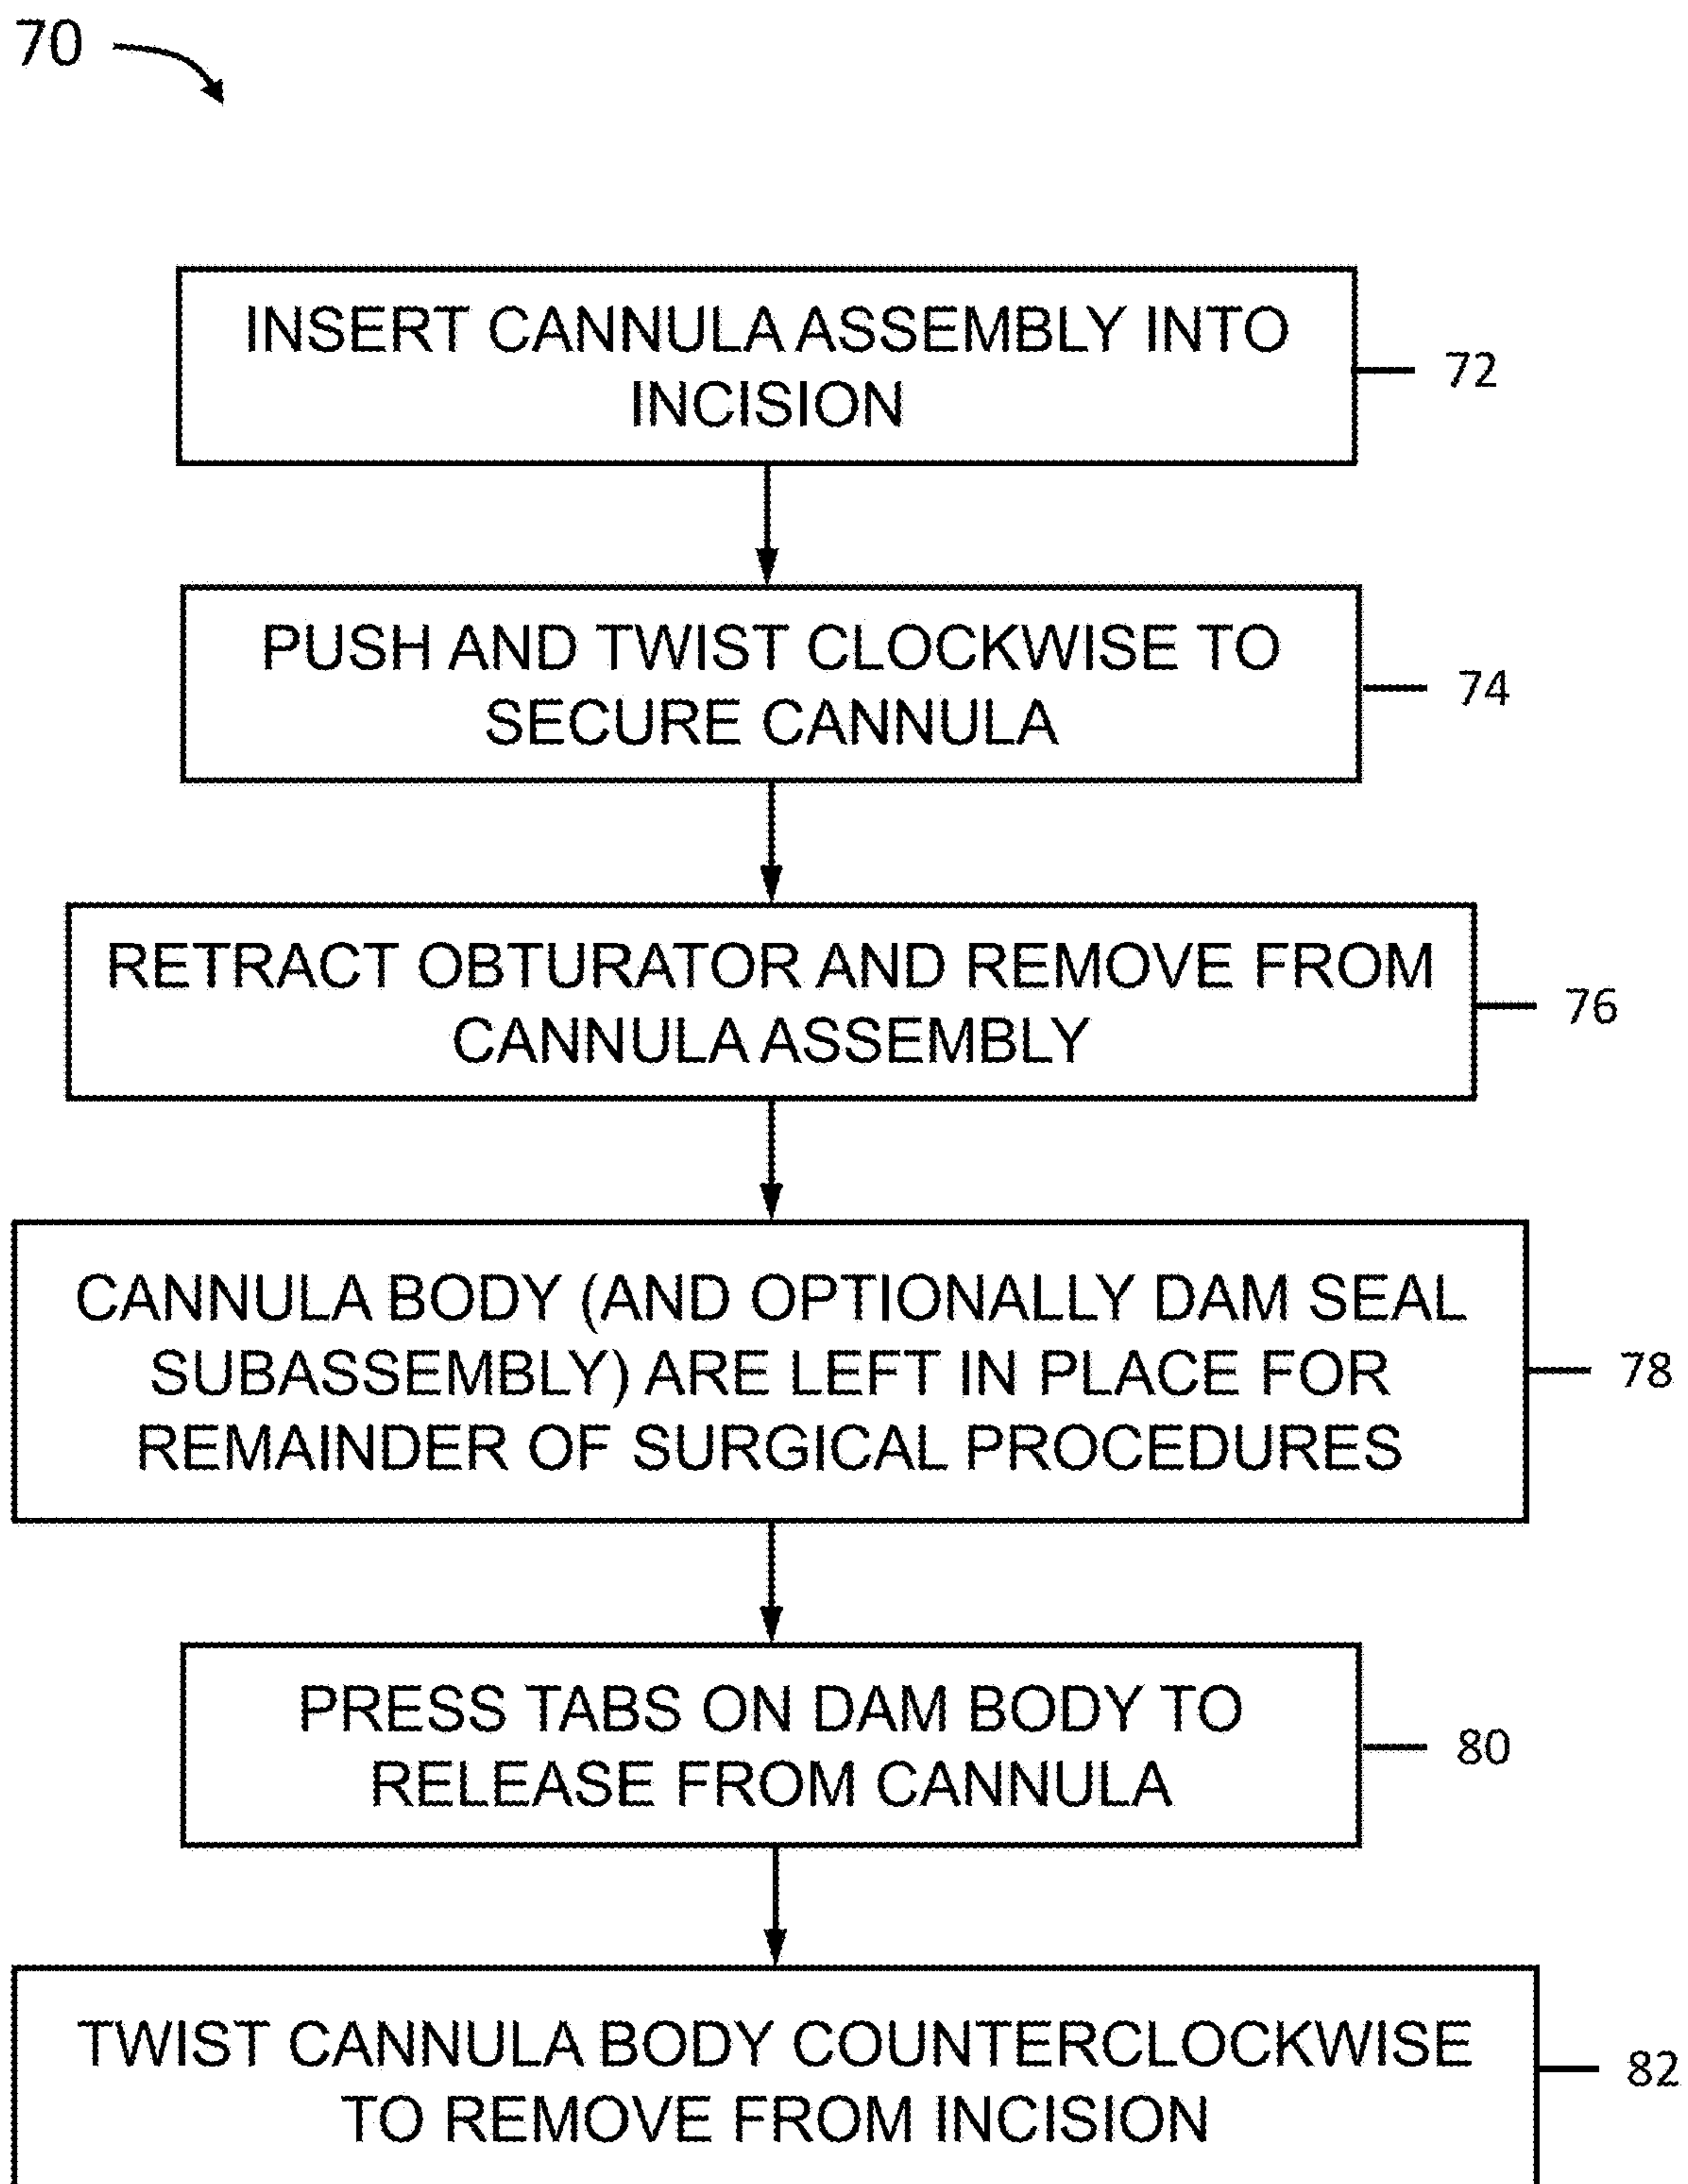 70
INSERT CANNULA ASSEMBLY INTO
INCISION
72
PUSH AND TWIST CLOCKWISE TO
SECURE CANNULA
74
RETRACT OBTURATOR AND REMOVE FROM
CANNULA ASSEMBLY
76
CANNULA BODY (AND OPTIONALLY DAM SEAL
SUBASSEMBLY) ARE LEFT IN PLACE FOR
REMAINDER OF SURGICAL PROCEDURES
78
PRESS TABS ON DAM BODY TO
RELEASE FROM CANNULA
80
TWIST CANNULA BODY COUNTERCLOCKWISE
TO REMOVE FROM INCISION
82